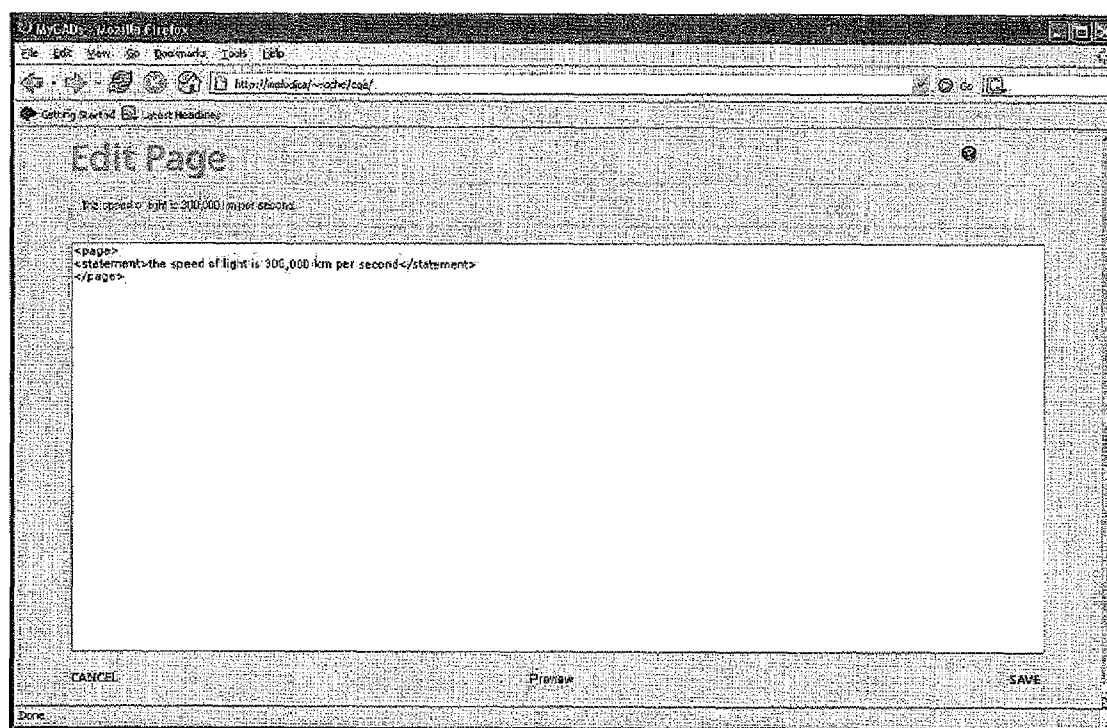 MyCADs - Mozilla Firefox
File Edit View Go Bookmarks Tools Help
Go
Getting Started Latest Headlines
Edit Page
The speed of light is 300,000 km per second
<page>
<statement>the speed of light is 300,000 km per second</statement>
</page>
CANCEL Preview SAVE
Done